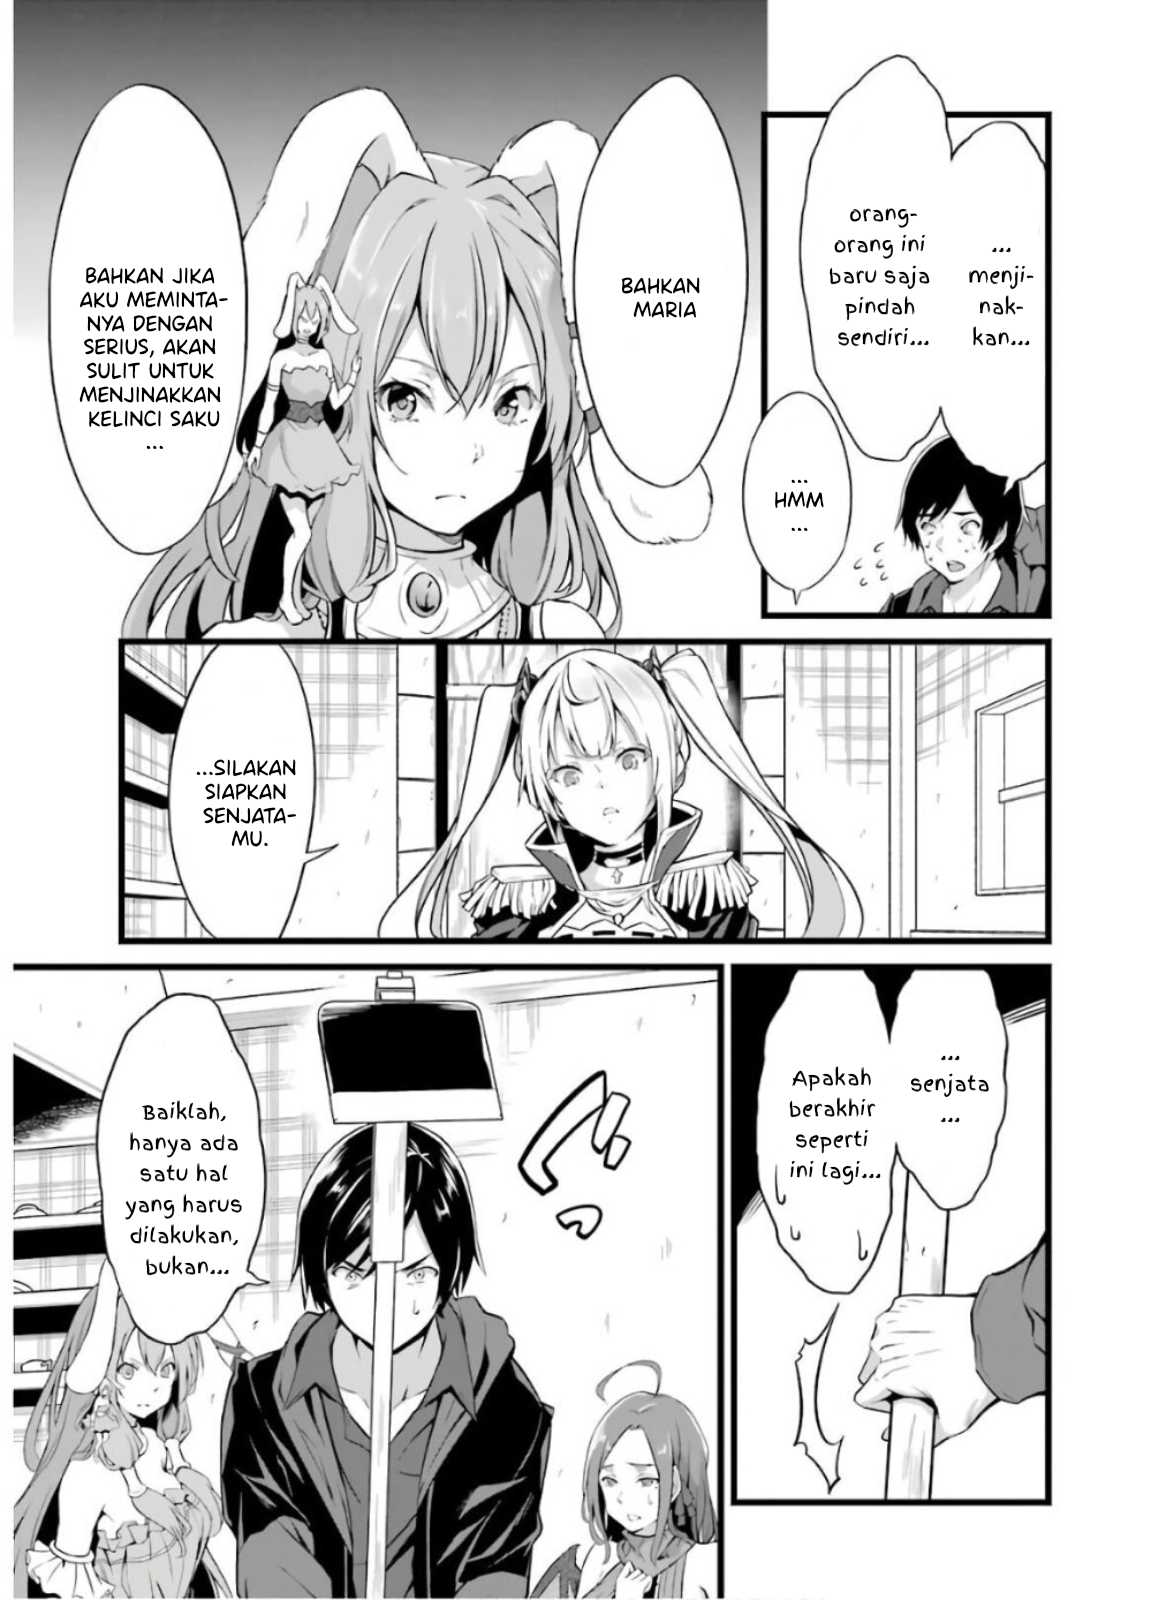 ...
menji-
nak-
kan...
orang-
orang ini
baru saja
pindah
sendiri...
...
HMM
...
BAHKAN
MARIA
BAHKAN JIKA
AKU MEMINTA-
NYA DENGAN
SERIUS, AKAN
SULIT UNTUK
MENJINAKKAN
KELINCI SAKU
...
...SILAKAN
SIAPKAN
SENJATA-
MU.
...
senjata
...
Apakah
berakhir
seperti
ini lagi...
Baiklah,
hanya ada
satu hal
yang harus
dilakukan,
bukan...